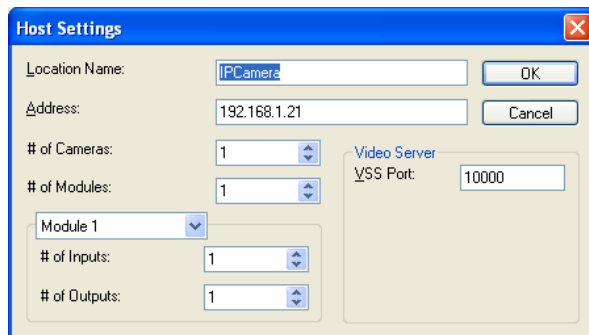 Host Settings
Location Name: IPCamera OK
Address: 192.168.1.21 Cancel
# of Cameras: 1
Video Server
# of Modules: 1
VSS Port: 10000
Module 1
# of Inputs: 1
# of Outputs: 1